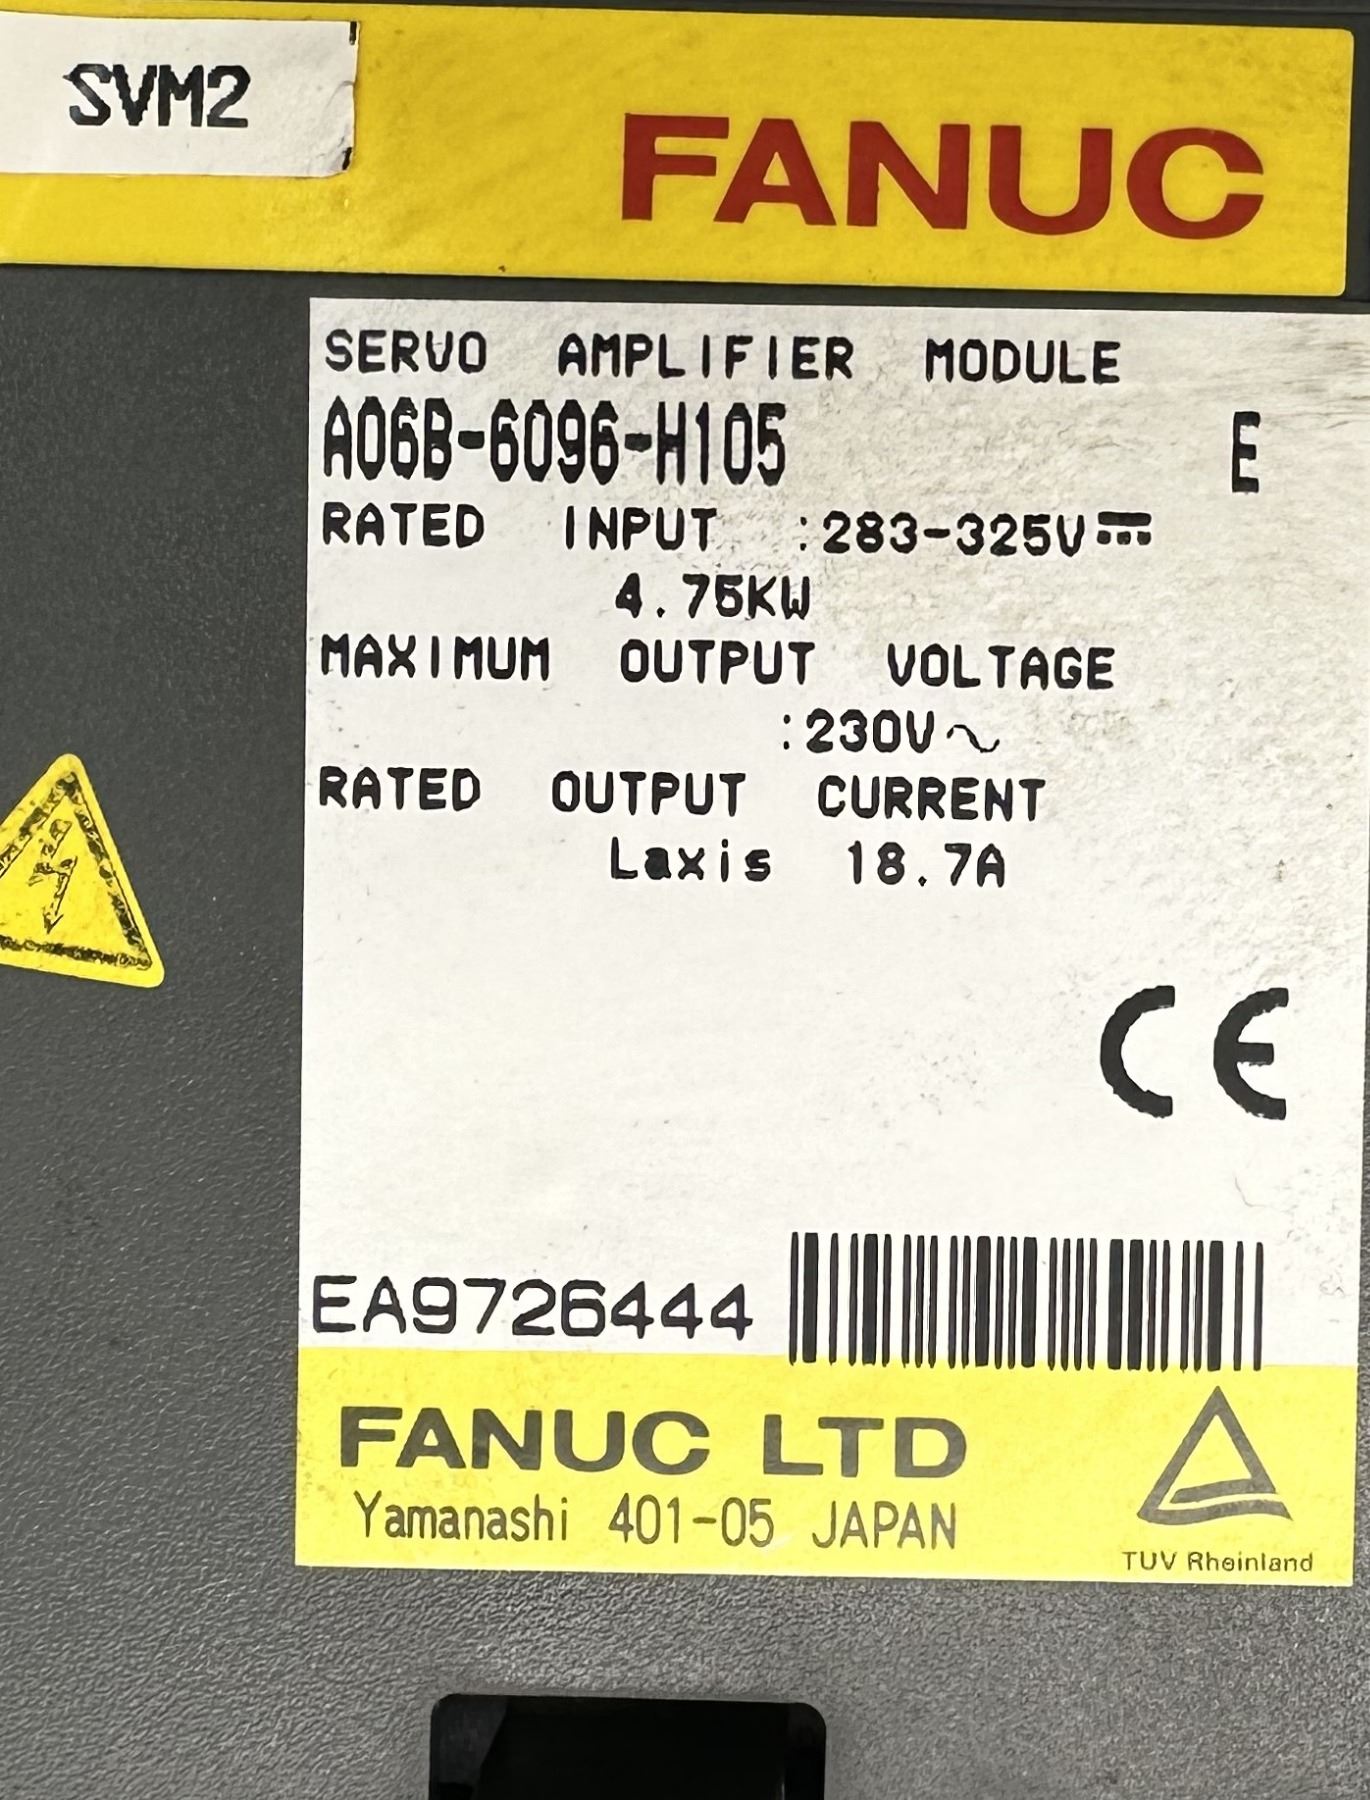 SVM2
FANUC
SERVO AMPLIFIER MODULE
A06B-6096-H105 E
RATED INPUT :283-325V⎓
4.75KW
MAXIMUM OUTPUT VOLTAGE
:230V∿
RATED OUTPUT CURRENT
Laxis 18.7A
CE
EA9726444
FANUC LTD
Yamanashi 401-05 JAPAN
TUV Rheinland